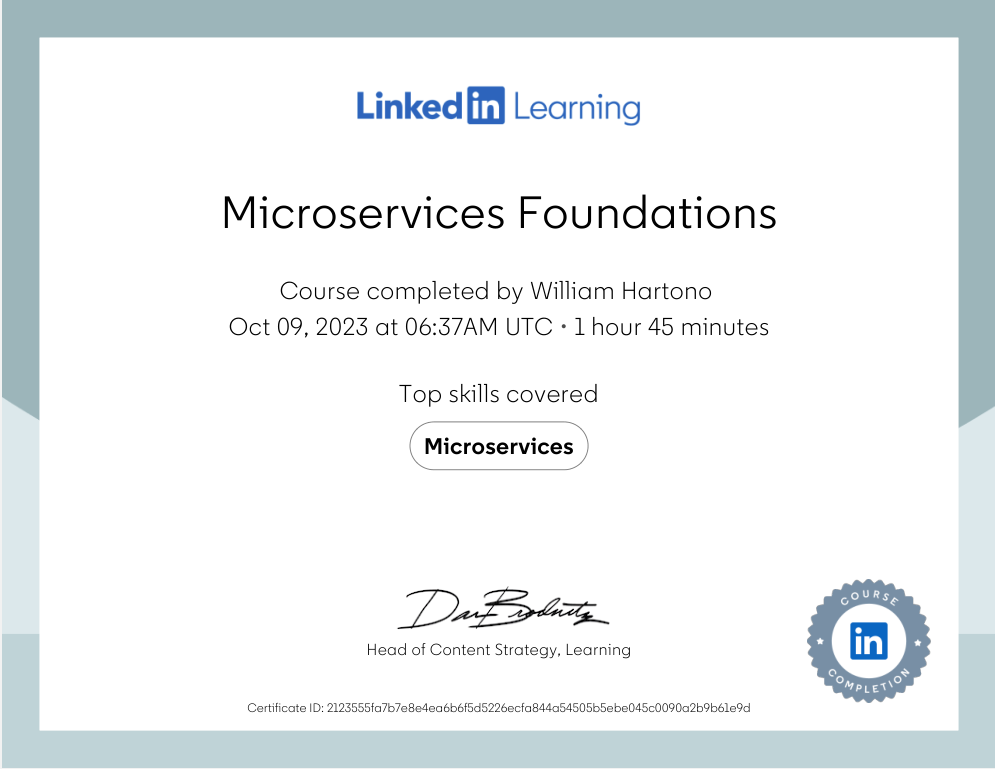 Linked in Learning
Microservices Foundations
Course completed by William Hartono
Oct 09, 2023 at 06:37AM UTC • 1 hour 45 minutes
Top skills covered
Microservices
Dan Brodnitz
Head of Content Strategy, Learning
COURSE
in
COMPLETION
Certificate ID: 2123555fa7b7e8e4ea6b6f5d5226ecfa844a54505b5ebe045c0090a2b9b61e9d